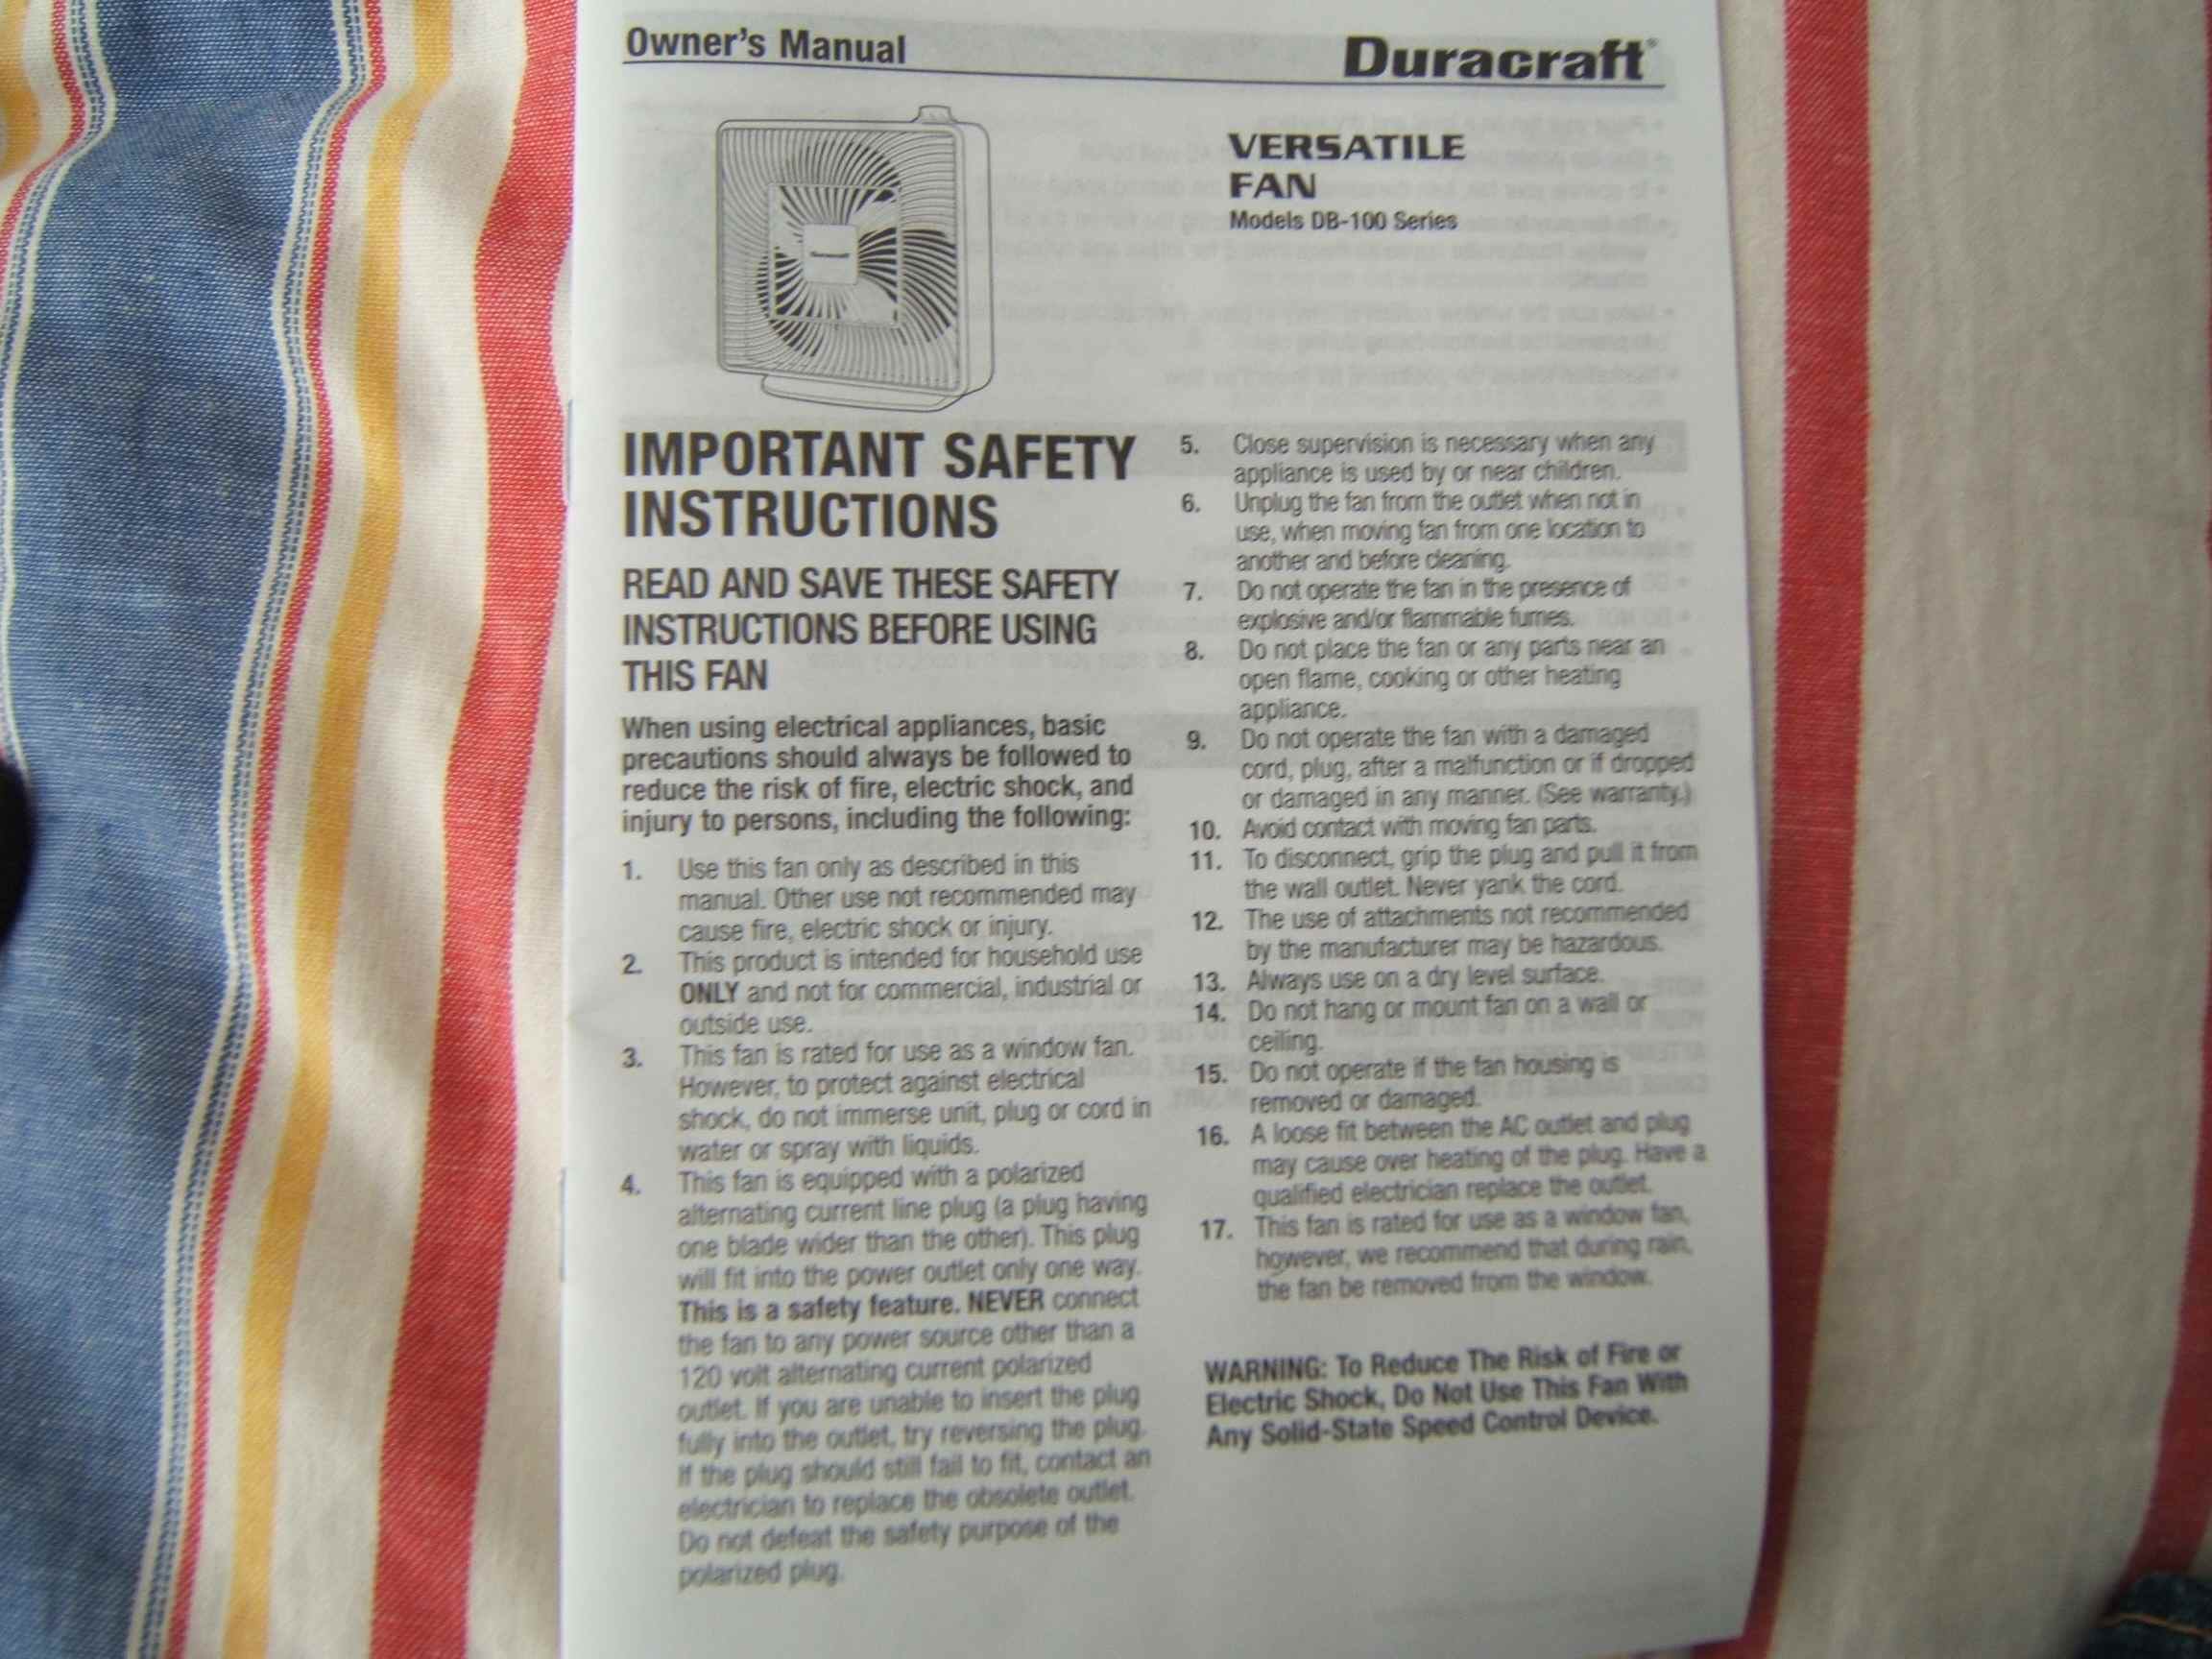 Owner's Manual
Duracraft®
Duracraft
VERSATILE
FAN
Models DB-100 Series
IMPORTANT SAFETY
INSTRUCTIONS
READ AND SAVE THESE SAFETY
INSTRUCTIONS BEFORE USING
THIS FAN
When using electrical appliances, basic
precautions should always be followed to
reduce the risk of fire, electric shock, and
injury to persons, including the following:
1. Use this fan only as described in this
manual. Other use not recommended may
cause fire, electric shock or injury.
2. This product is intended for household use
ONLY and not for commercial, industrial or
outside use.
3. This fan is rated for use as a window fan.
However, to protect against electrical
shock, do not immerse unit, plug or cord in
water or spray with liquids.
4. This fan is equipped with a polarized
alternating current line plug (a plug having
one blade wider than the other). This plug
will fit into the power outlet only one way.
This is a safety feature. NEVER connect
the fan to any power source other than a
120 volt alternating current polarized
outlet. If you are unable to insert the plug
fully into the outlet, try reversing the plug.
If the plug should still fail to fit, contact an
electrician to replace the obsolete outlet.
Do not defeat the safety purpose of the
polarized plug.
5. Close supervision is necessary when any
appliance is used by or near children.
6. Unplug the fan from the outlet when not in
use, when moving fan from one location to
another and before cleaning.
7. Do not operate the fan in the presence of
explosive and/or flammable fumes.
8. Do not place the fan or any parts near an
open flame, cooking or other heating
appliance.
9. Do not operate the fan with a damaged
cord, plug, after a malfunction or if dropped
or damaged in any manner. (See warranty.)
10. Avoid contact with moving fan parts.
11. To disconnect, grip the plug and pull it from
the wall outlet. Never yank the cord.
12. The use of attachments not recommended
by the manufacturer may be hazardous.
13. Always use on a dry level surface.
14. Do not hang or mount fan on a wall or
ceiling.
15. Do not operate if the fan housing is
removed or damaged.
16. A loose fit between the AC outlet and plug
may cause over heating of the plug. Have a
qualified electrician replace the outlet.
17. This fan is rated for use as a window fan,
however, we recommend that during rain,
the fan be removed from the window.
WARNING: To Reduce The Risk of Fire or
Electric Shock, Do Not Use This Fan With
Any Solid-State Speed Control Device.